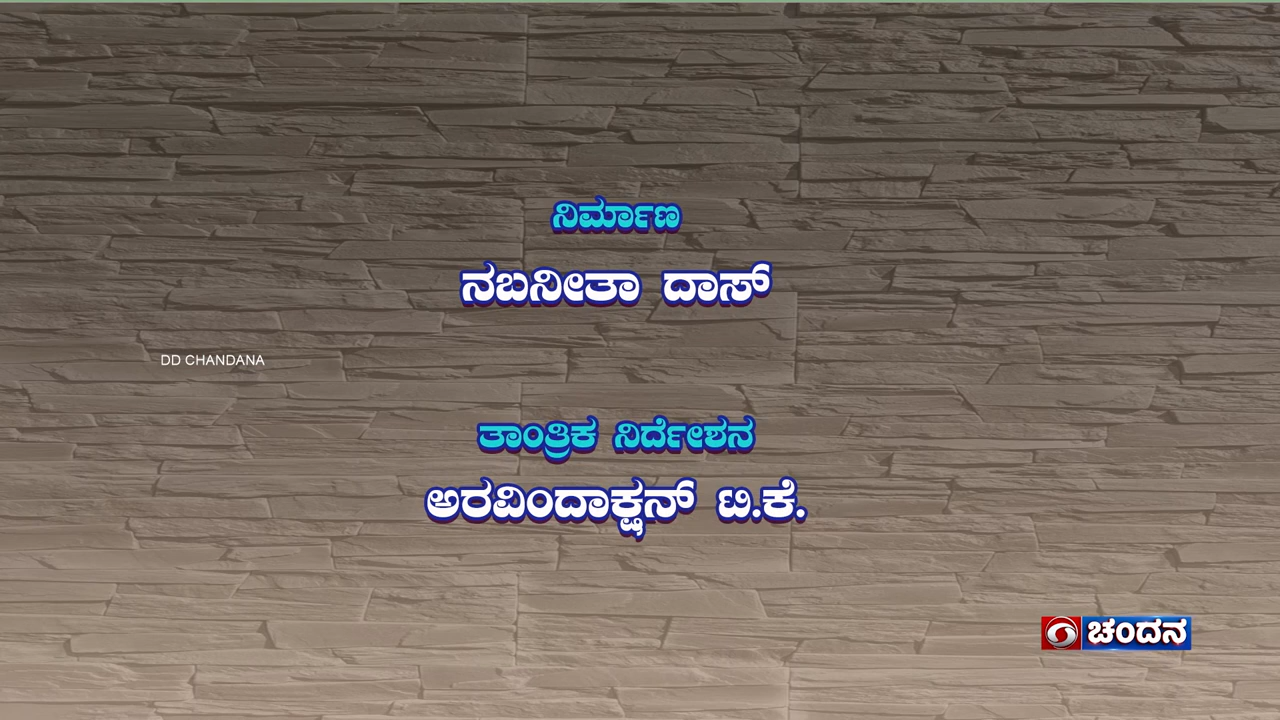 ನಿರ್ಮಾಣ
ನಬನೀತಾ ದಾಸ್
DD CHANDANA
ತಾಂತ್ರಿಕ ನಿರ್ದೇಶನ
ಅರವಿಂದಾಕ್ಷನ್ ಟಿ.ಕೆ.
ಚಂದನ